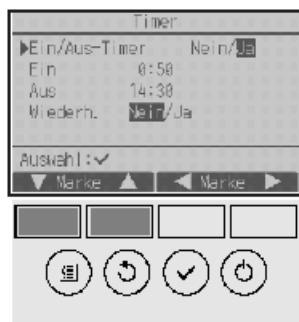 Timer
▶Ein/Aus-Timer Nein/Ja
Ein 0:50
Aus 14:30
Wiederh. Nein/Ja
Auswahl:✔
▼ Marke ▲ ◀ Marke ▶